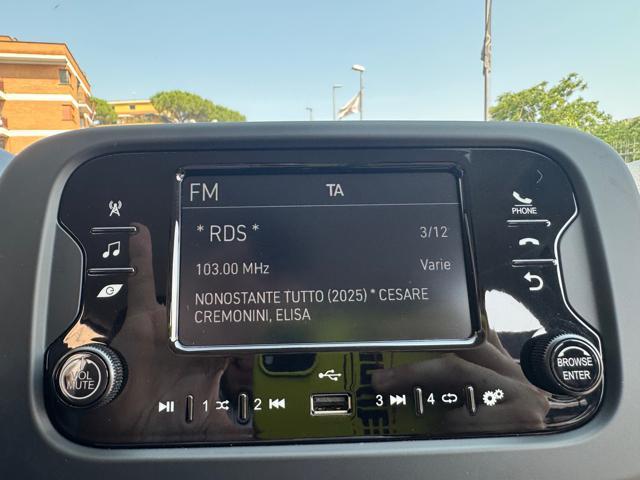 FM TA
* RDS * 3/12
103.00 MHz Varie
NONOSTANTE TUTTO (2025) * CESARE
CREMONINI, ELISA
PHONE
VOL
MUTE
BROWSE
ENTER
1 2 3 4